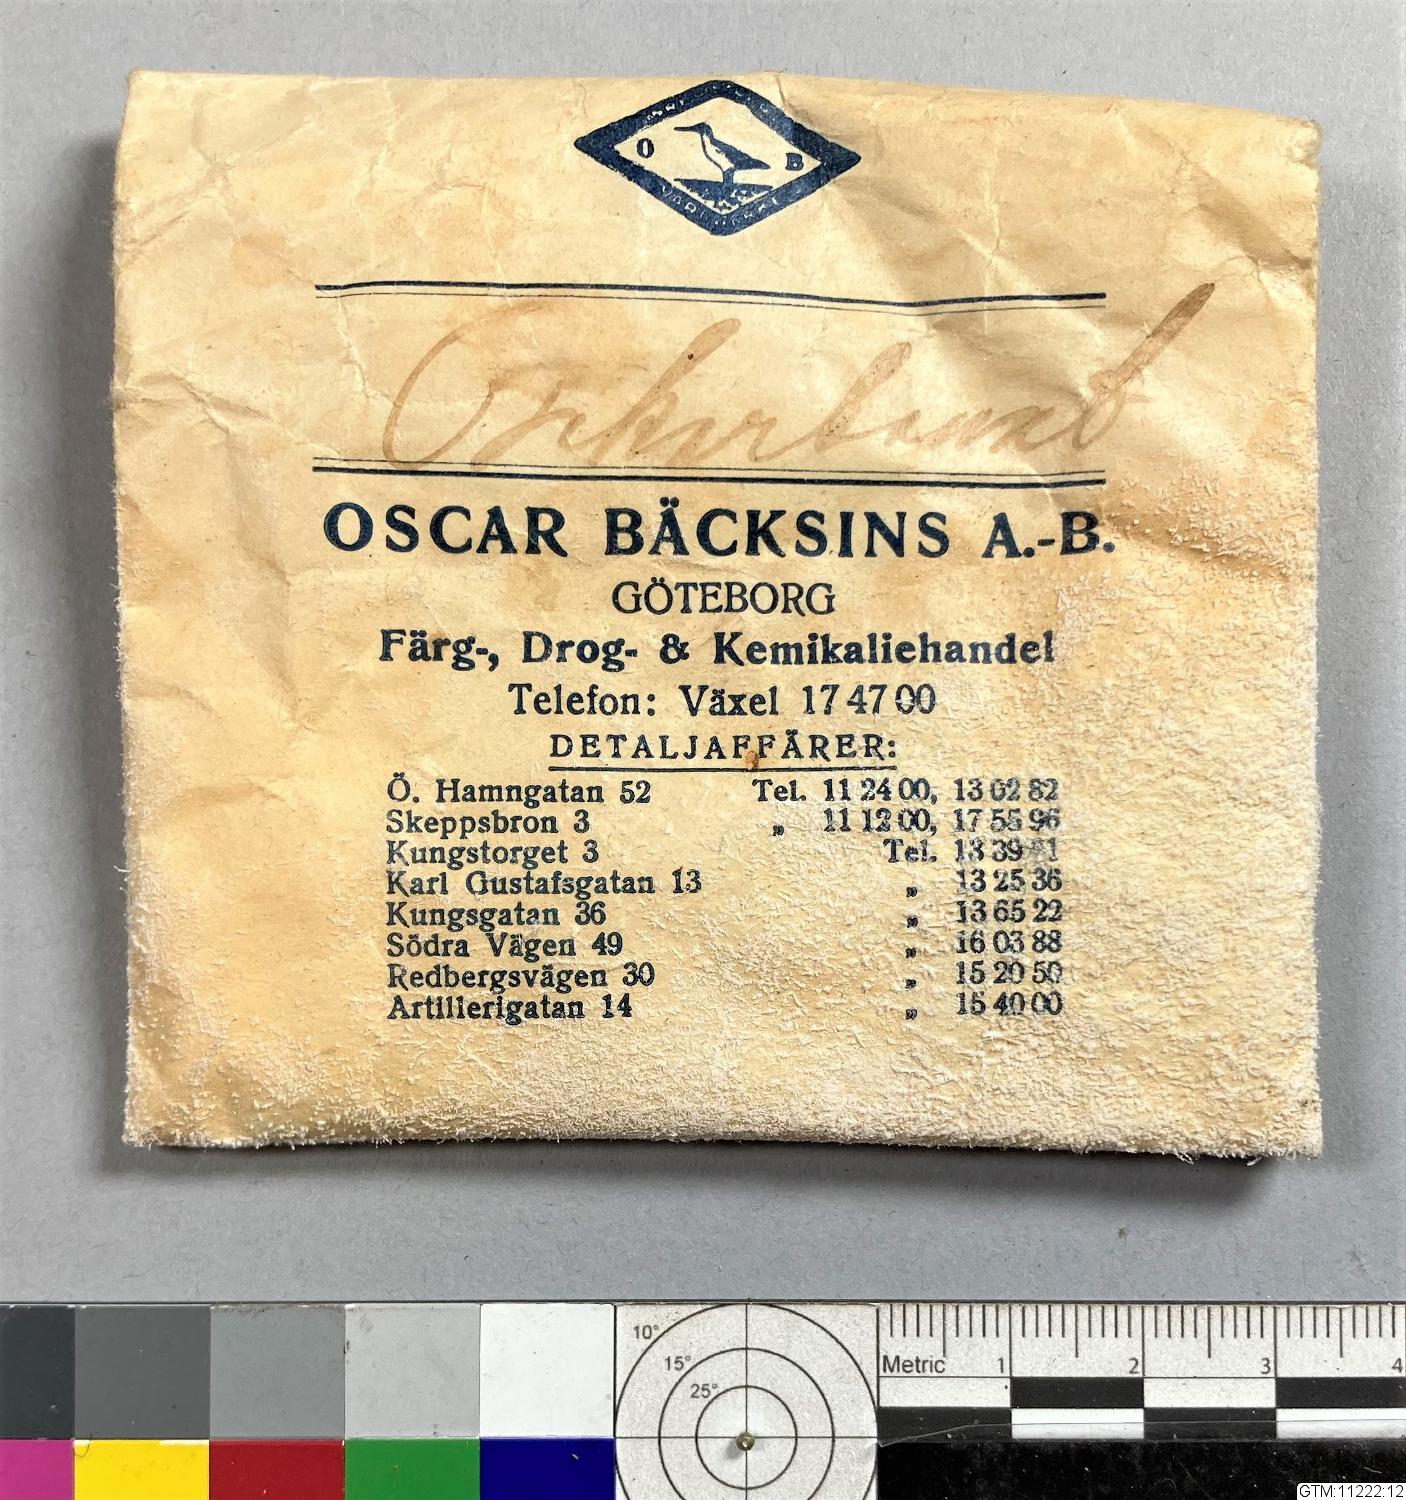 O B
OSCAR BÄCKSINS A.-B.
GÖTEBORG
Färg-, Drog- & Kemikaliehandel
Telefon: Växel 17 47 00
DETALJAFFÄRER:
Ö. Hamngatan 52 Tel. 11 24 00, 13 02 82
Skeppsbron 3 „ 11 12 00, 17 55 96
Kungstorget 3 Tel. 13 39
Karl Gustafsgatan 13 „ 13 25 36
Kungsgatan 36 „ 13 65 22
Södra Vägen 49 „ 16 03 88
Redbergsvägen 30 „ 15 20 50
Artillerigatan 14 „ 15 40 00
10°
15°
25°
Metric 1 2 3 4
GTM:11222:12